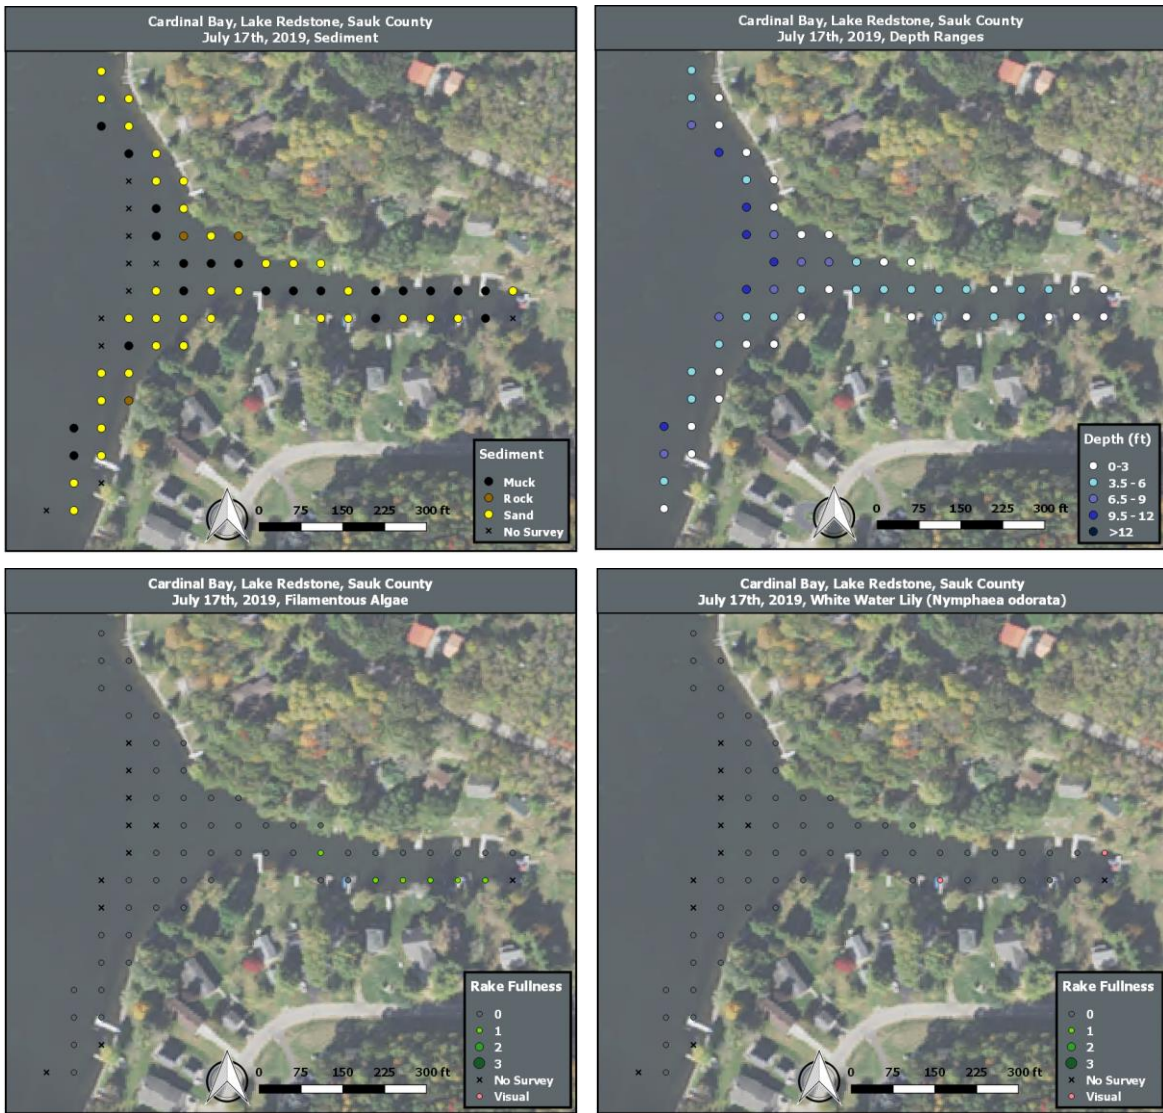 Cardinal Bay, Lake Redstone, Sauk County
July 17th, 2019, Sediment
Sediment
Muck
Rock
Sand
No Survey
0 75 150 225 300 ft
Cardinal Bay, Lake Redstone, Sauk County
July 17th, 2019, Depth Ranges
Depth (ft)
0-3
3.5 - 6
6.5 - 9
9.5 - 12
>12
0 75 150 225 300 ft
Cardinal Bay, Lake Redstone, Sauk County
July 17th, 2019, Filamentous Algae
Rake Fullness
0
1
2
3
No Survey
Visual
0 75 150 225 300 ft
Cardinal Bay, Lake Redstone, Sauk County
July 17th, 2019, White Water Lily (Nymphaea odorata)
Rake Fullness
0
1
2
3
No Survey
Visual
0 75 150 225 300 ft